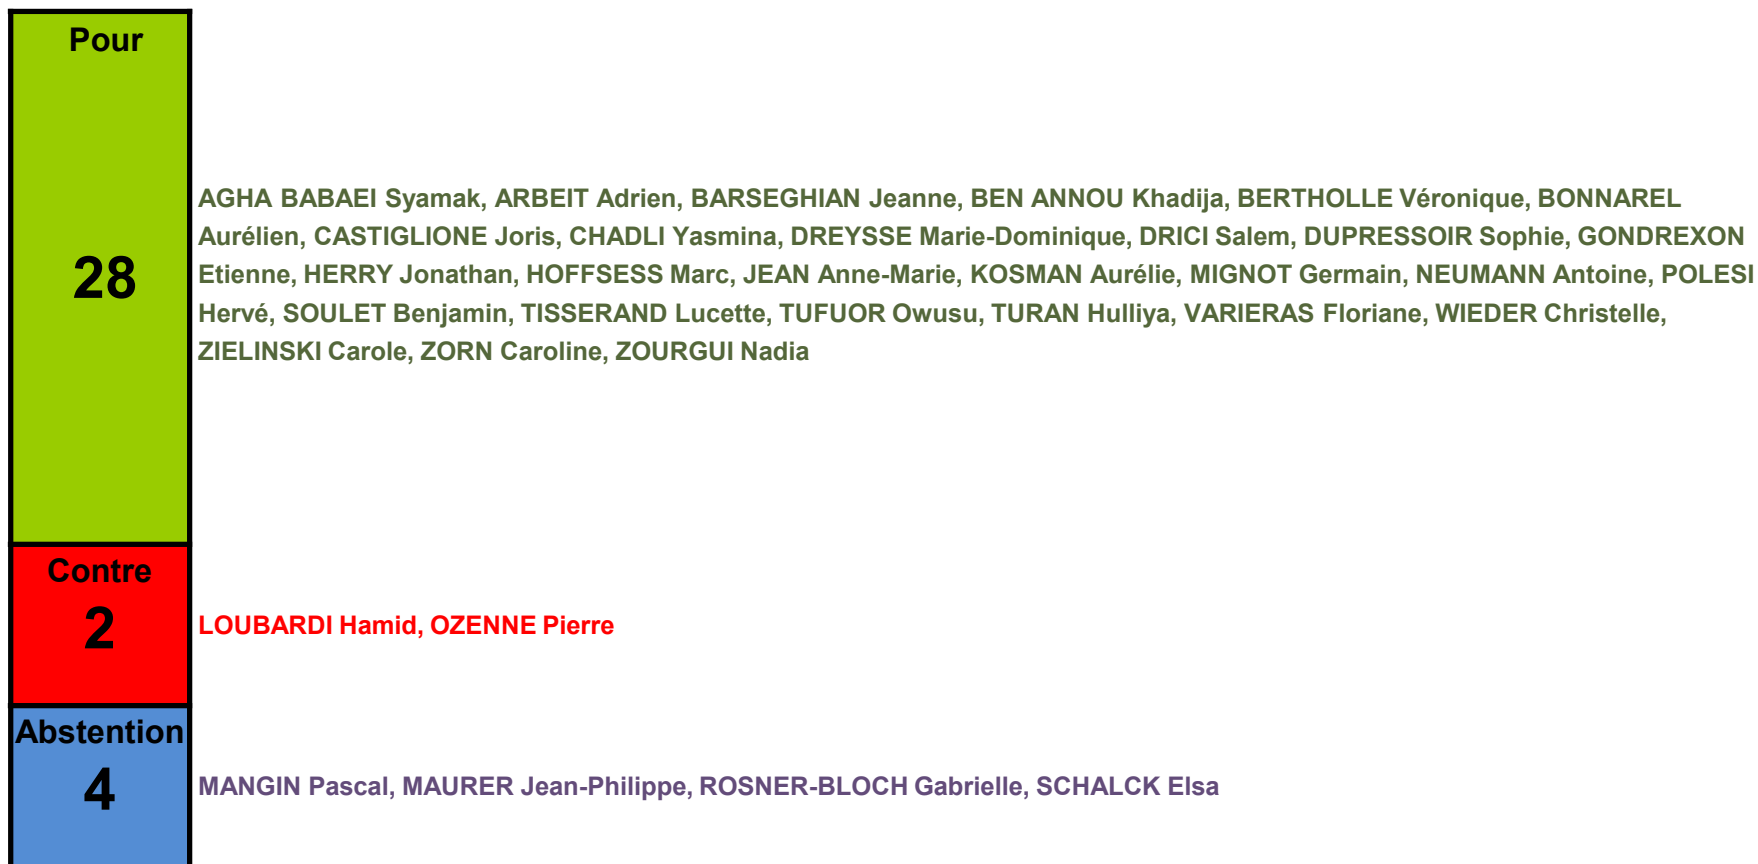 Pour
28
AGHA BABAEI Syamak, ARBEIT Adrien, BARSEGHIAN Jeanne, BEN ANNOU Khadija, BERTHOLLE Véronique, BONNAREL
Aurélien, CASTIGLIONE Joris, CHADLI Yasmina, DREYSSE Marie-Dominique, DRICI Salem, DUPRESSOIR Sophie, GONDREXON
Etienne, HERRY Jonathan, HOFFSESS Marc, JEAN Anne-Marie, KOSMAN Aurélie, MIGNOT Germain, NEUMANN Antoine, POLESI
Hervé, SOULET Benjamin, TISSERAND Lucette, TUFUOR Owusu, TURAN Hulliya, VARIERAS Floriane, WIEDER Christelle,
ZIELINSKI Carole, ZORN Caroline, ZOURGUI Nadia
Contre
2
LOUBARDI Hamid, OZENNE Pierre
Abstention
4
MANGIN Pascal, MAURER Jean-Philippe, ROSNER-BLOCH Gabrielle, SCHALCK Elsa